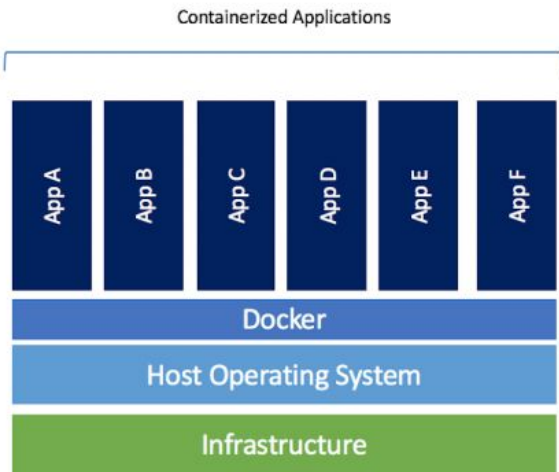 Containerized Applications
App A
App B
App C
App D
App E
App F
Docker
Host Operating System
Infrastructure